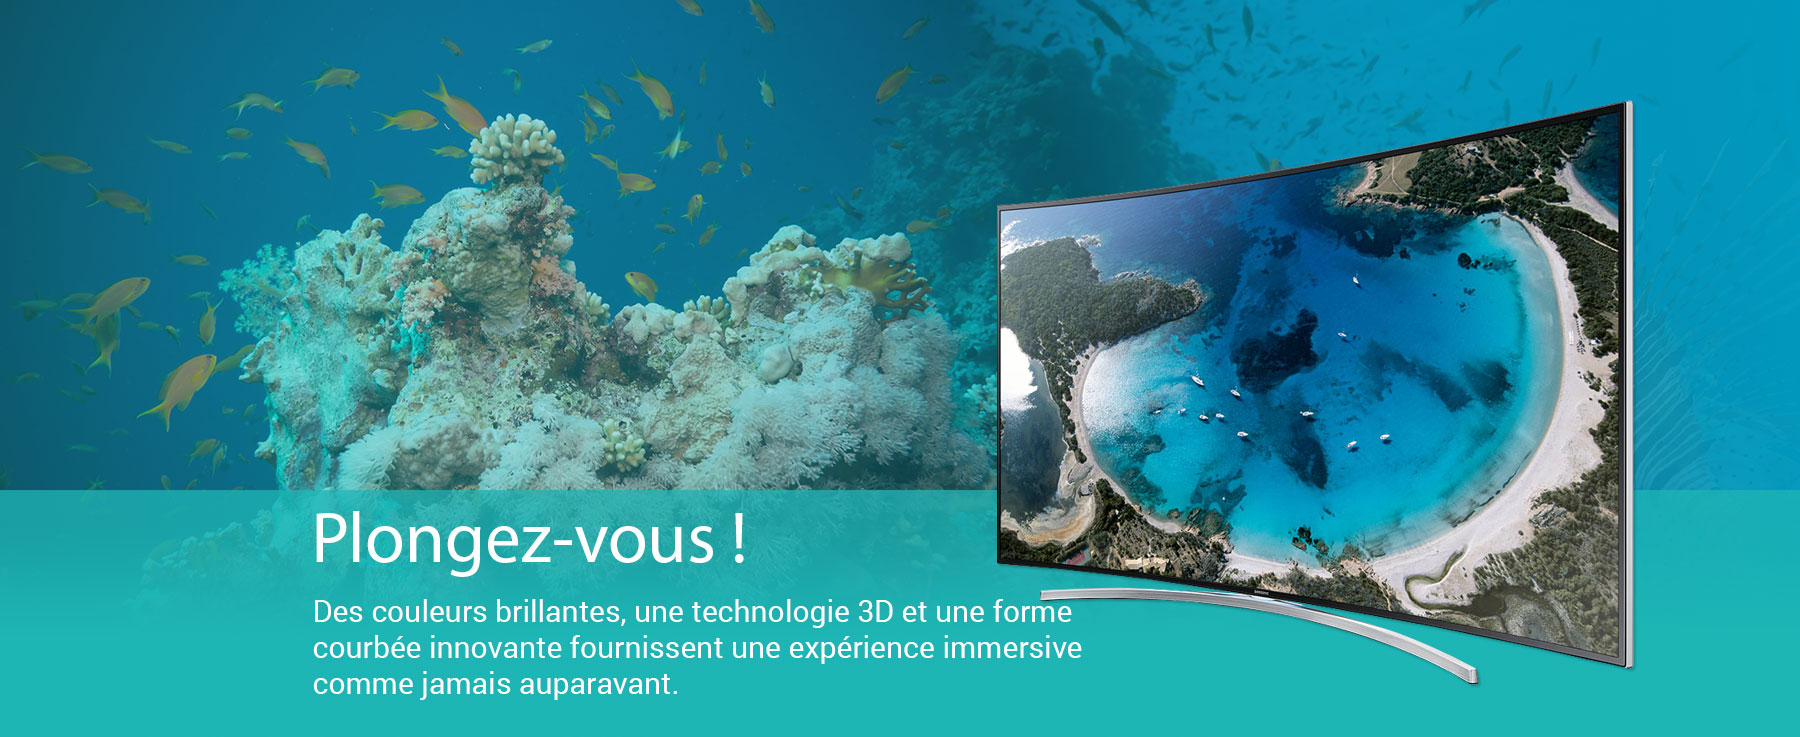 Plongez-vous !
Des couleurs brillantes, une technologie 3D et une forme
courbée innovante fournissent une expérience immersive
comme jamais auparavant.
SAMSUNG